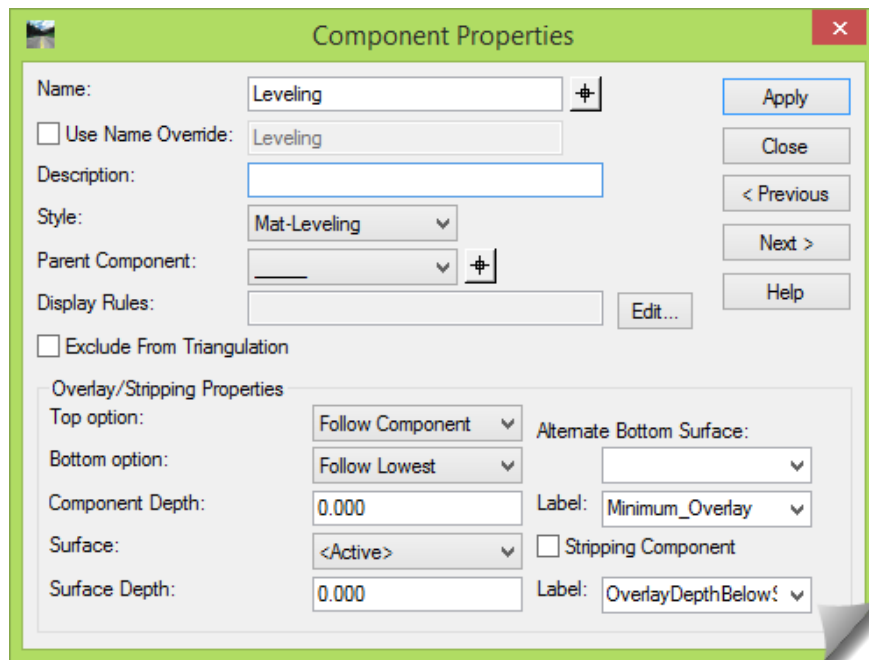 Component Properties
Name: Leveling Apply
Use Name Override: Leveling Close
Description: < Previous
Style: Mat-Leveling
Parent Component: Next >
Display Rules: Edit... Help
Exclude From Triangulation
Overlay/Stripping Properties
Top option: Follow Component Alternate Bottom Surface:
Bottom option: Follow Lowest
Component Depth: 0.000 Label: Minimum_Overlay
Surface: <Active> Stripping Component
Surface Depth: 0.000 Label: